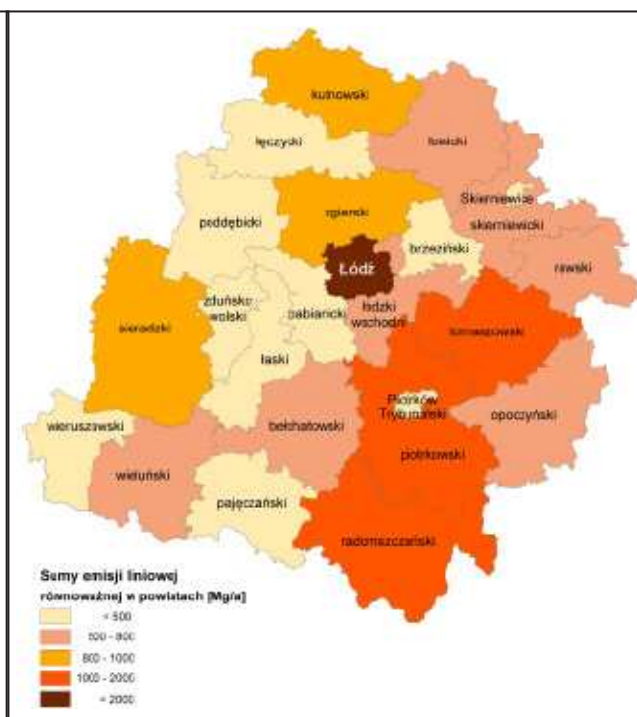 kutnowski
łęczycki
łowicki
Skierniewice
poddębicki
zgierski
skierniewicki
brzeziński
Łódź
rawski
zduńsko
wolski
pabianicki
łódzki
wschodni
sieradzki
tomaszowski
łaski
Piotrków
Trybunalski
opoczyński
wieruszowski
bełchatowski
piotrkowski
wieluński
pajęczański
radomszczański
Sumy emisji liniowej
równoważnej w powiatach [Mg/a]
< 500
500 - 800
800 - 1000
1000 - 2000
2000